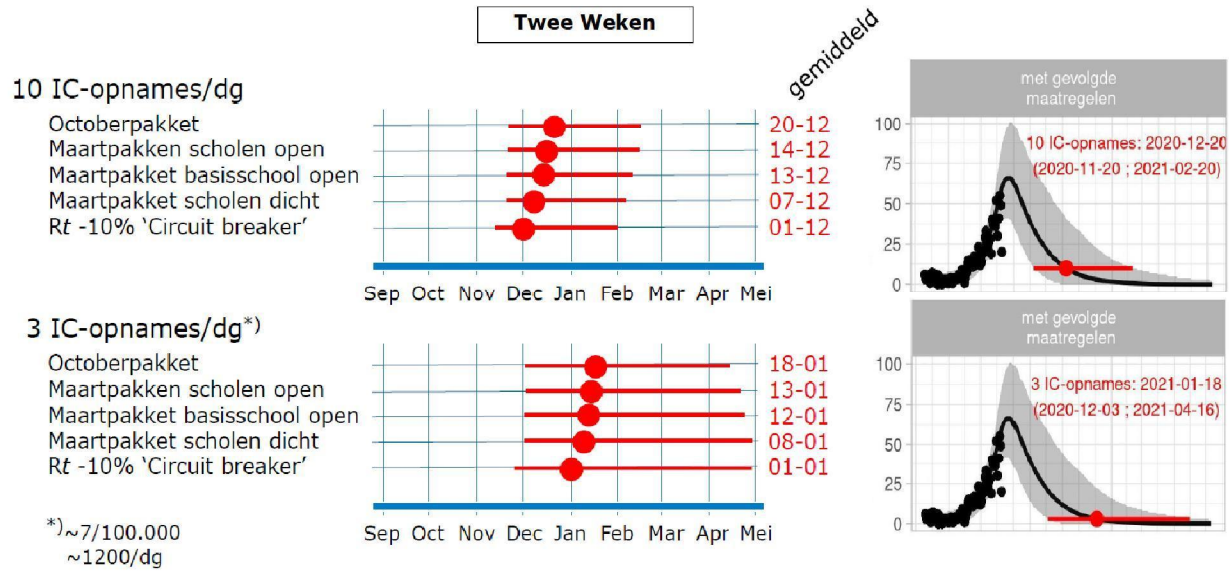 Twee Weken
gemiddeld
10 IC-opnames/dg
Octoberpakket 20-12
Maartpakken scholen open 14-12
Maartpakket basisschool open 13-12
Maartpakket scholen dicht 07-12
Rt -10% ‘Circuit breaker’ 01-12
Sep Oct Nov Dec Jan Feb Mar Apr Mei
3 IC-opnames/dg*)
Octoberpakket 18-01
Maartpakken scholen open 13-01
Maartpakket basisschool open 12-01
Maartpakket scholen dicht 08-01
Rt -10% ‘Circuit breaker’ 01-01
Sep Oct Nov Dec Jan Feb Mar Apr Mei
*)~7/100.000
~1200/dg
met gevolgde
maatregelen
100
10 IC-opnames: 2020-12-20
(2020-11-20 ; 2021-02-20)
75
50
25
0
met gevolgde
maatregelen
100
3 IC-opnames: 2021-01-18
(2020-12-03 ; 2021-04-16)
75
50
25
0